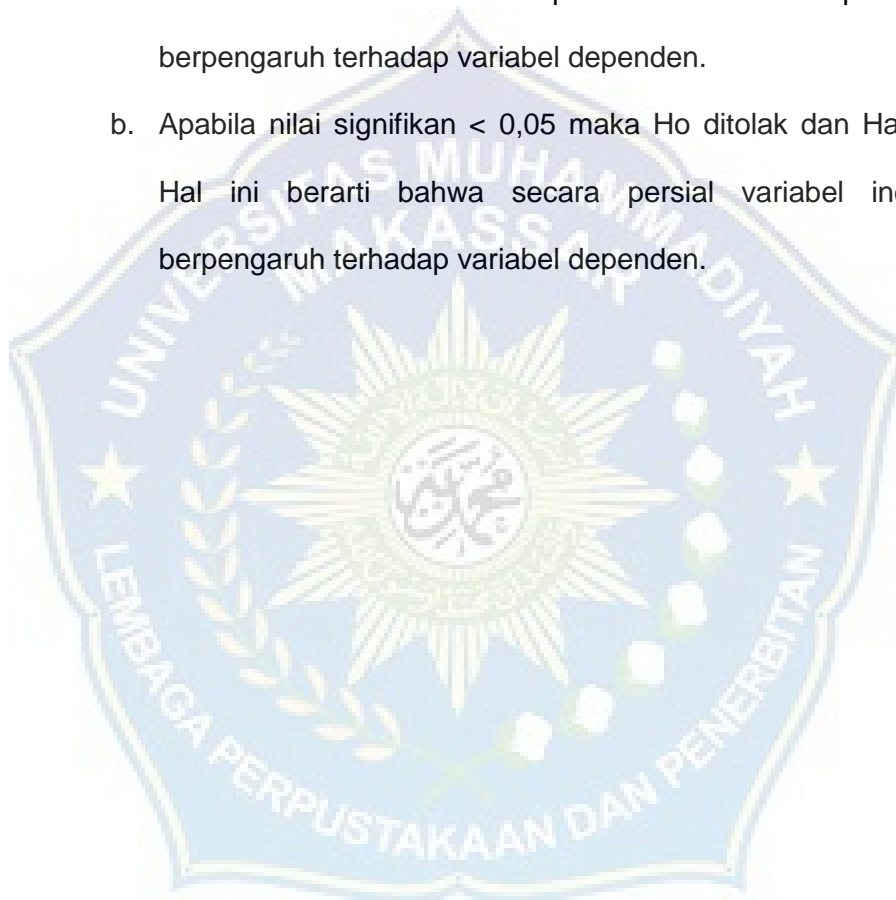 berpengaruh terhadap variabel dependen.
b. Apabila nilai signifikan < 0,05 maka Ho ditolak dan Ha
Hal ini berarti bahwa secara persial variabel
berpengaruh terhadap variabel dependen.
UNIVERSITAS MUHAMMADIYAH
MAKASSAR
LEMBAGA PERPUSTAKAAN DAN PENERBITAN